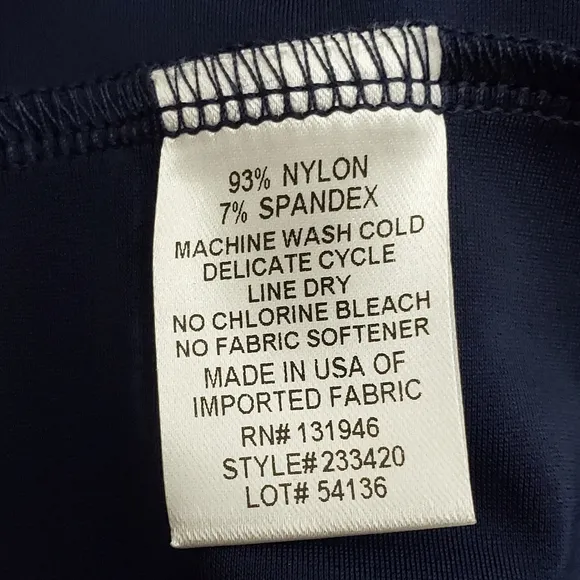 93% NYLON
7% SPANDEX
MACHINE WASH COLD
DELICATE CYCLE
LINE DRY
NO CHLORINE BLEACH
NO FABRIC SOFTENER
MADE IN USA OF
IMPORTED FABRIC
RN# 131946
STYLE#233420
LOT# 54136